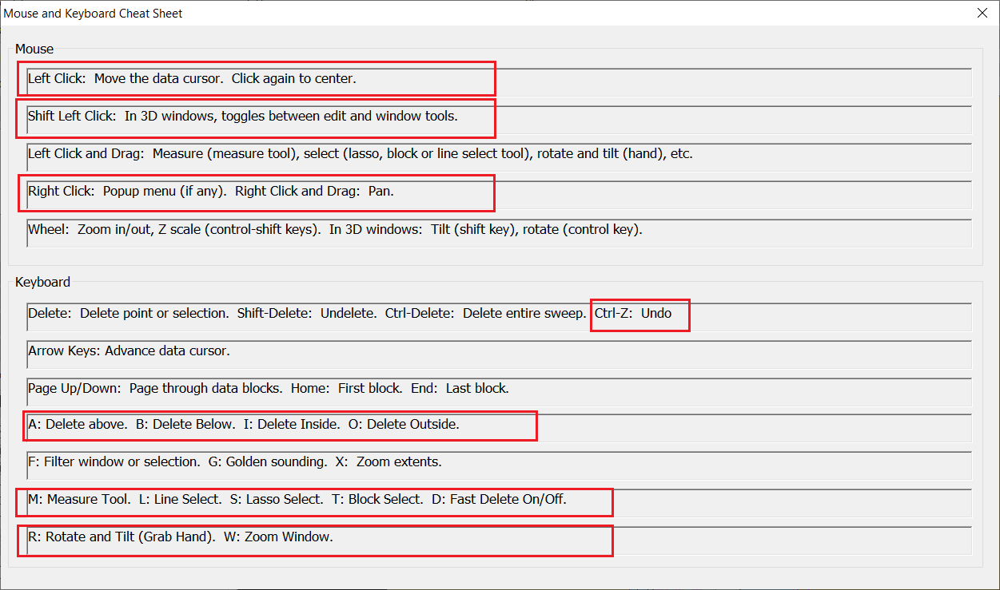 Mouse and Keyboard Cheat Sheet
Mouse
Left Click:  Move the data cursor.  Click again to center.
Shift Left Click:  In 3D windows, toggles between edit and window tools.
Left Click and Drag:  Measure (measure tool), select (lasso, block or line select tool), rotate and tilt (hand), etc.
Right Click:  Popup menu (if any).  Right Click and Drag:  Pan.
Wheel:  Zoom in/out, Z scale (control-shift keys).  In 3D windows:  Tilt (shift key), rotate (control key).
Keyboard
Delete:  Delete point or selection.  Shift-Delete:  Undelete.  Ctrl-Delete:  Delete entire sweep.  Ctrl-Z:  Undo
Arrow Keys: Advance data cursor.
Page Up/Down:  Page through data blocks.  Home:  First block.  End:  Last block.
A: Delete above.  B: Delete Below.  I: Delete Inside.  O: Delete Outside.
F: Filter window or selection.  G: Golden sounding.  X:  Zoom extents.
M: Measure Tool.  L: Line Select.  S: Lasso Select.  T: Block Select.  D: Fast Delete On/Off.
R: Rotate and Tilt (Grab Hand).  W: Zoom Window.